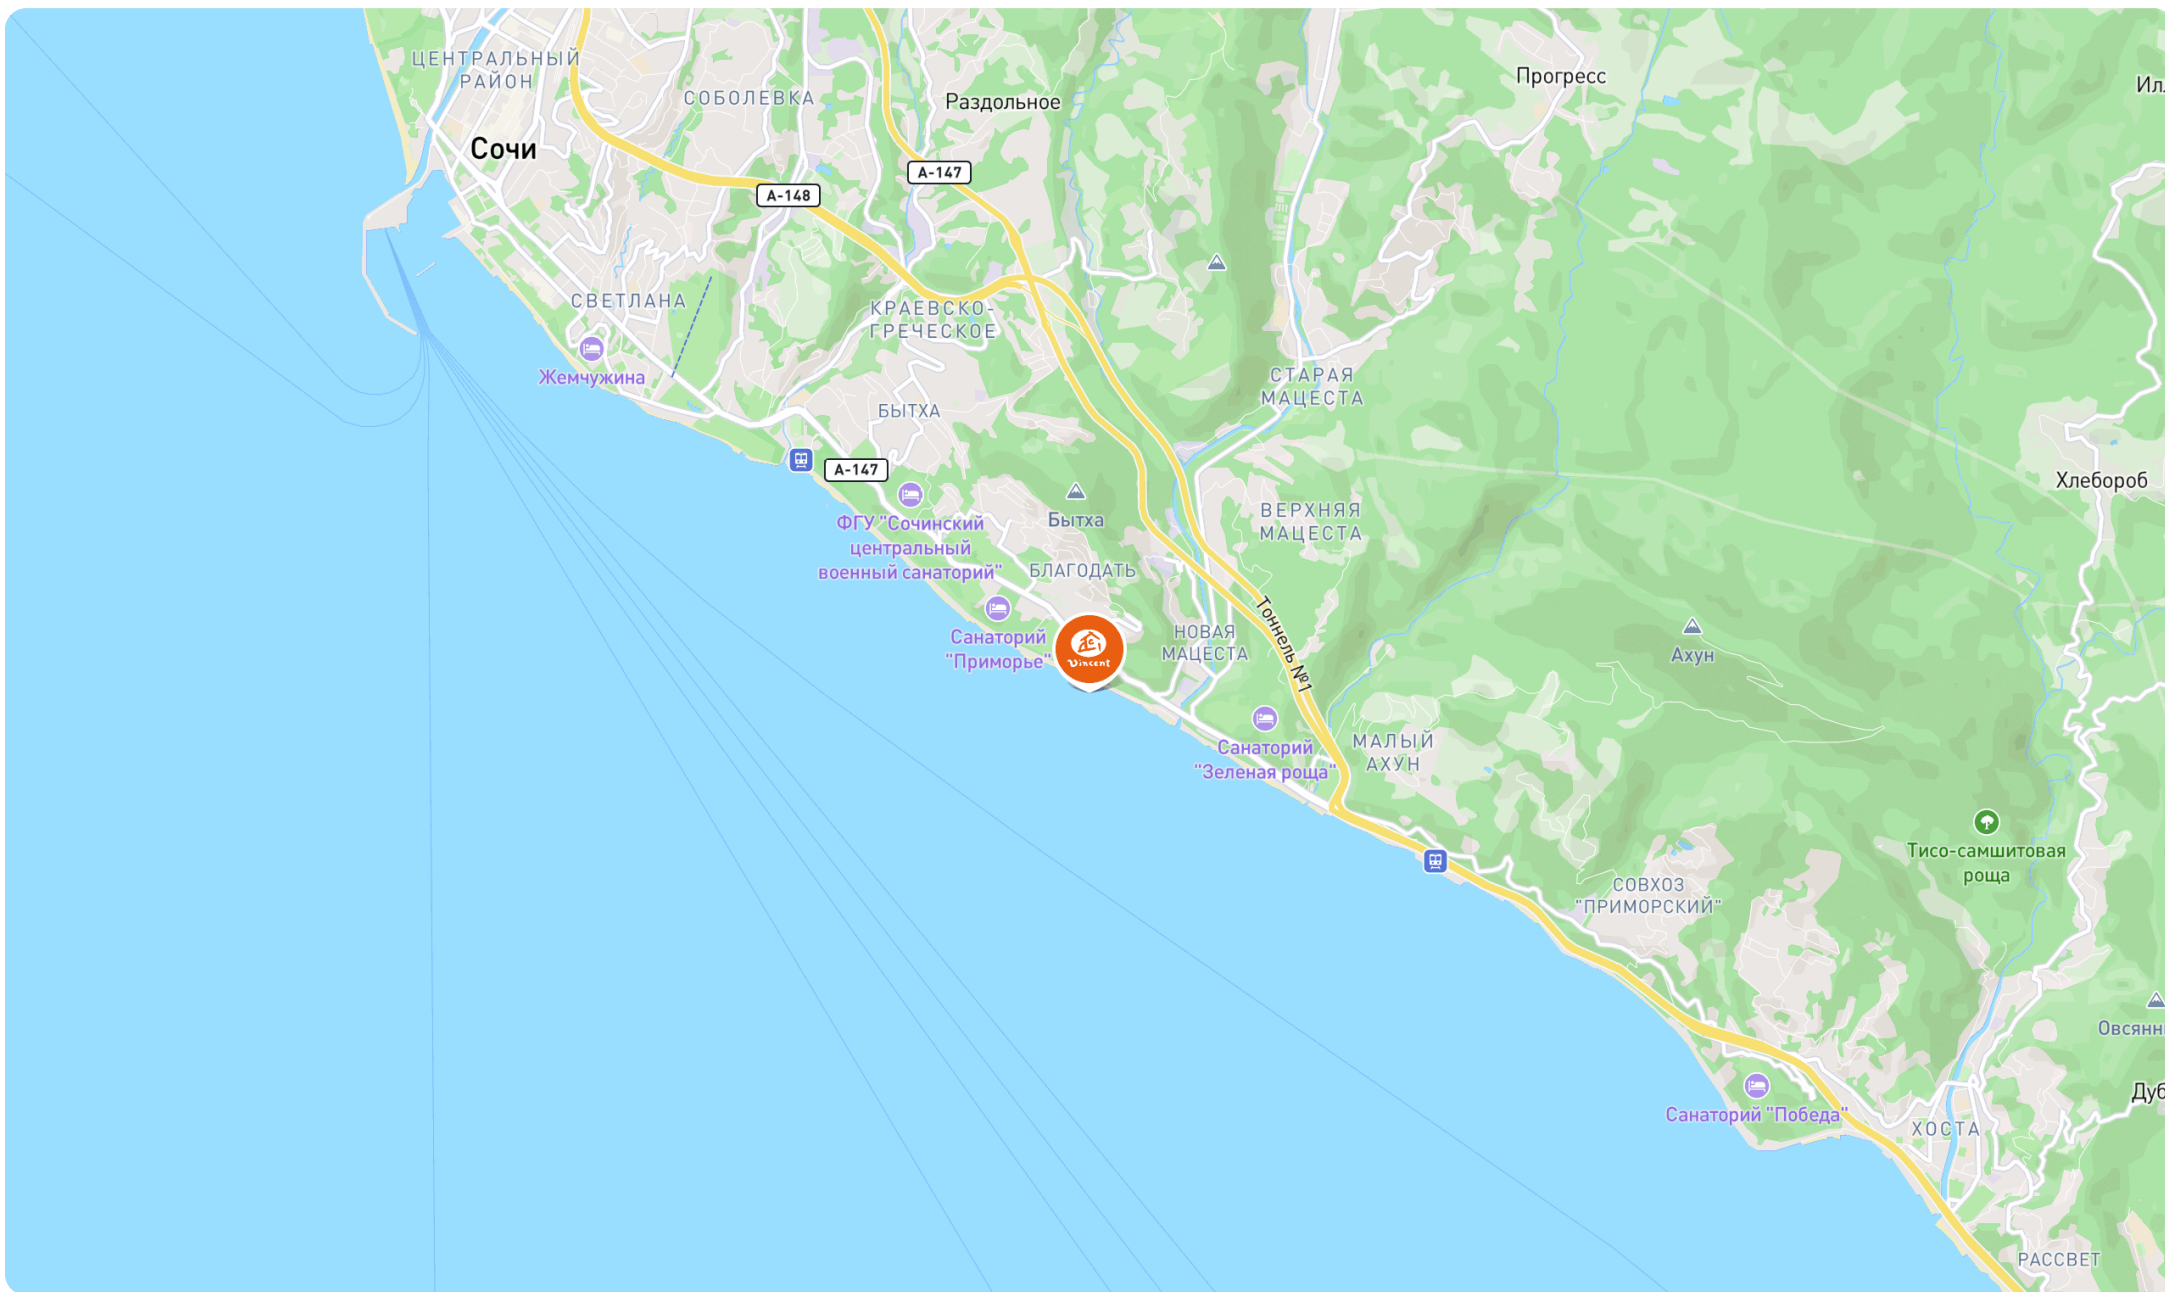 ЦЕНТРАЛЬНЫЙ
РАЙОН
СОБОЛЕВКА
Раздольное
Прогресс
Ил
Сочи
А-147
А-148
СВЕТЛАНА
КРАЕВСКО-
ГРЕЧЕСКОЕ
Жемчужина
СТАРАЯ
МАЦЕСТА
БЫТХА
А-147
Хлебороб
ФГУ "Сочинский
центральный
военный санаторий"
Бытха
ВЕРХНЯЯ
МАЦЕСТА
БЛАГОДАТЬ
Тоннель №1
Санаторий
"Приморье"
Vincent
НОВАЯ
МАЦЕСТА
Ахун
Санаторий
"Зеленая роща"
МАЛЫЙ
АХУН
Тисо-самшитовая
роща
СОВХОЗ
"ПРИМОРСКИЙ"
Овсянн
Дуб
Санаторий "Победа"
ХОСТА
РАССВЕТ